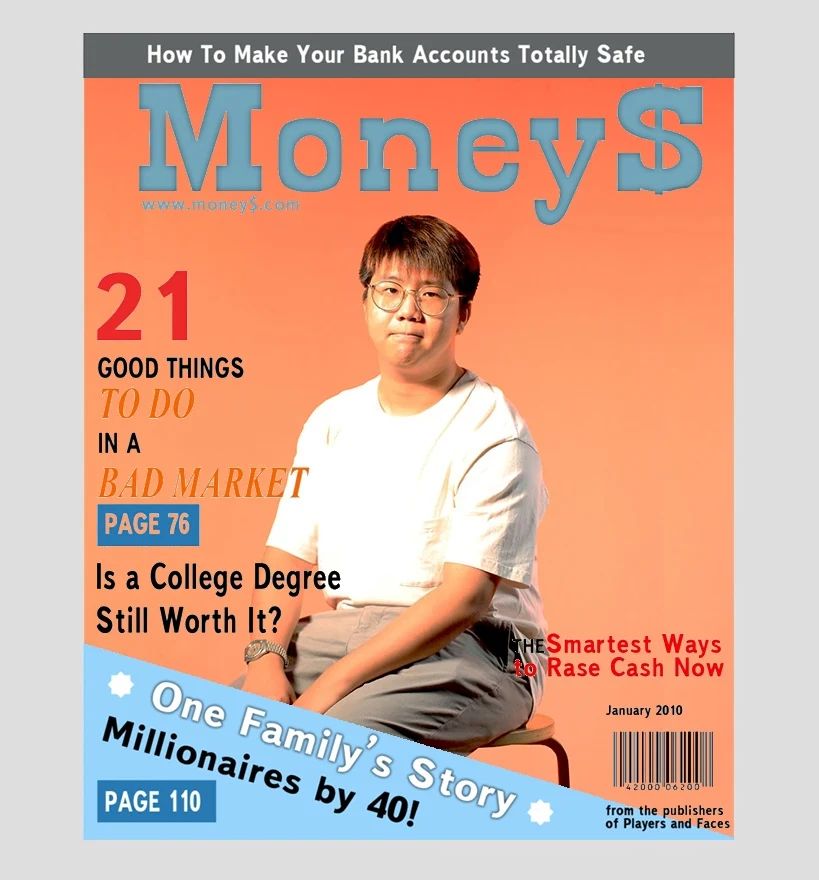 How To Make Your Bank Accounts Totally Safe
Money$
www.money$.com
21
GOOD THINGS
TO DO
IN A
BAD MARKET
PAGE 76
Is a College Degree
Still Worth It?
THE Smartest Ways
to Rase Cash Now
One Family's Story
Millionaires by 40!
PAGE 110
January 2010
42000 06200
from the publishers
of Players and Faces